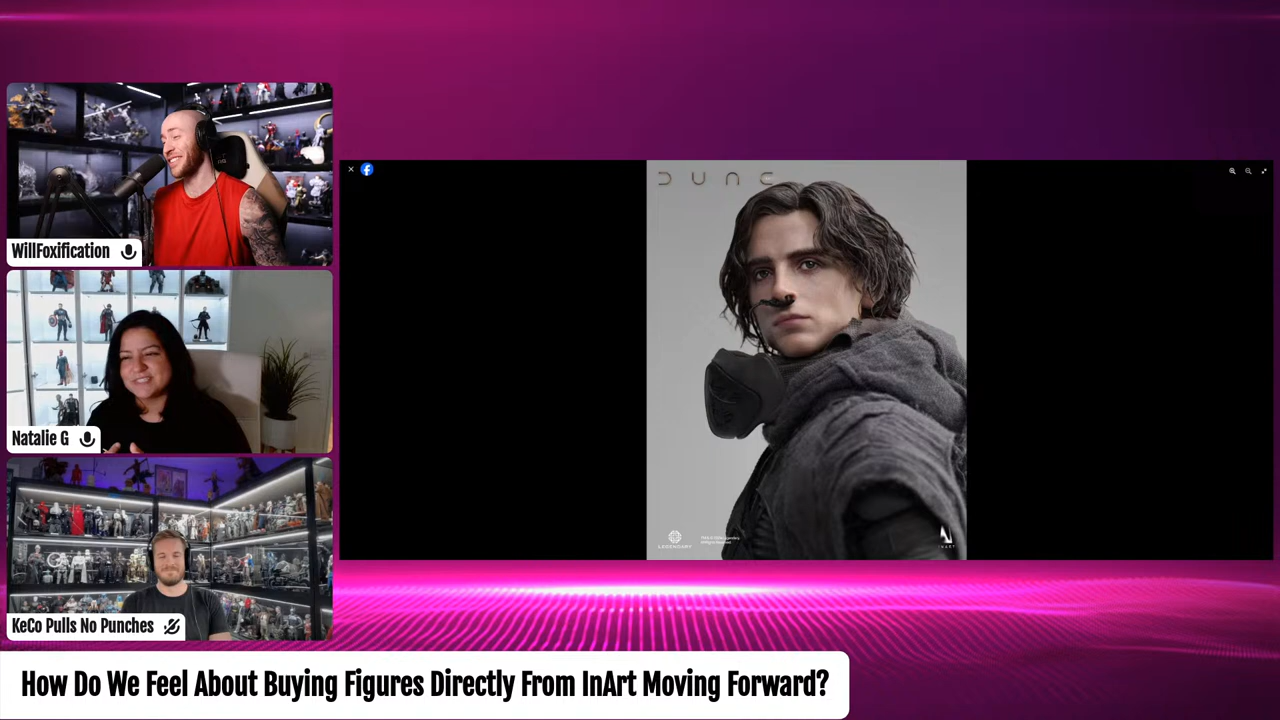 WillFoxification
Natalie G
KeCo Pulls No Punches
DUNE
LEGENDARY
How Do We Feel About Buying Figures Directly From InArt Moving Forward?